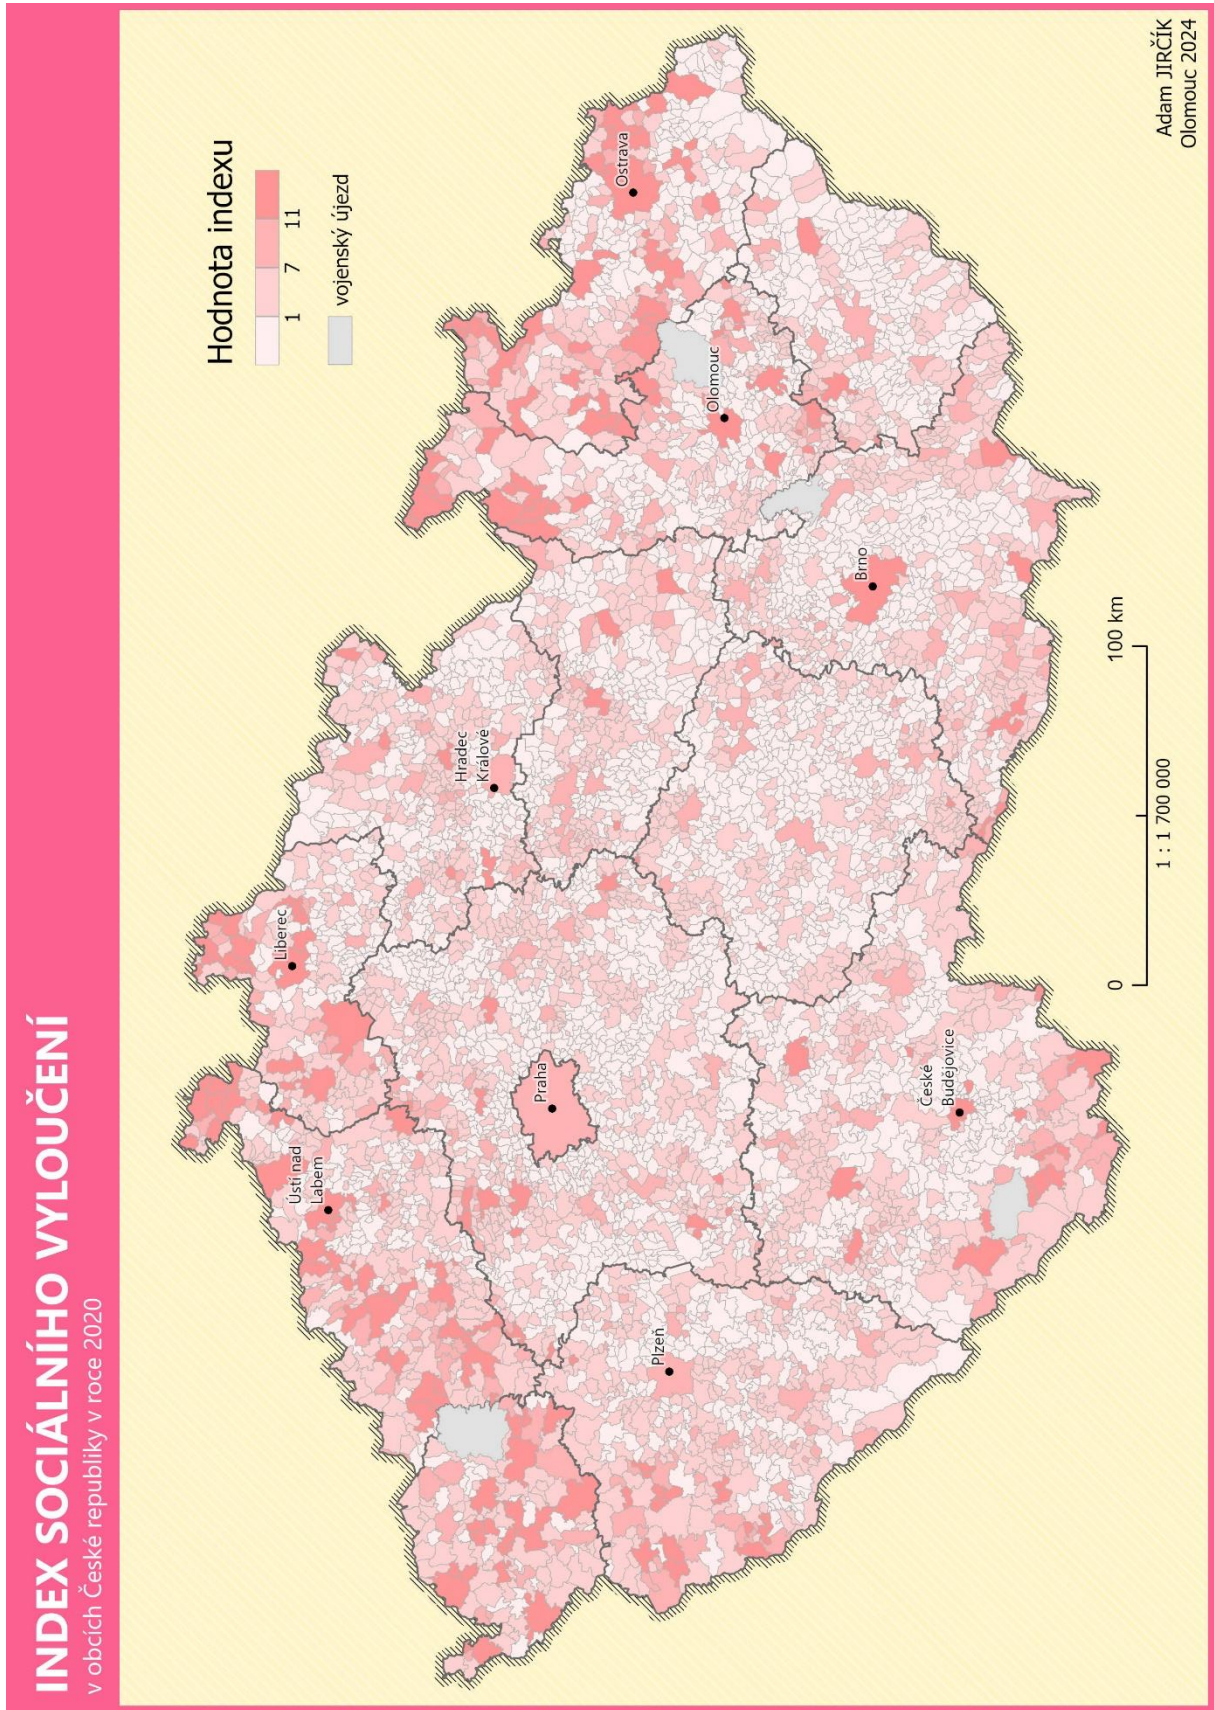 INDEX SOCIÁLNÍHO VYLOUČENÍ
v obcích České republiky v roce 2020
Hodnota indexu
1 7 11
vojenský újezd
Liberec
Ústí nad
Labem
Hradec
Králové
Praha
Ostrava
Olomouc
Plzeň
Brno
České
Budějovice
0 100 km
1 : 1 700 000
Adam JIRČÍK
Olomouc 2024